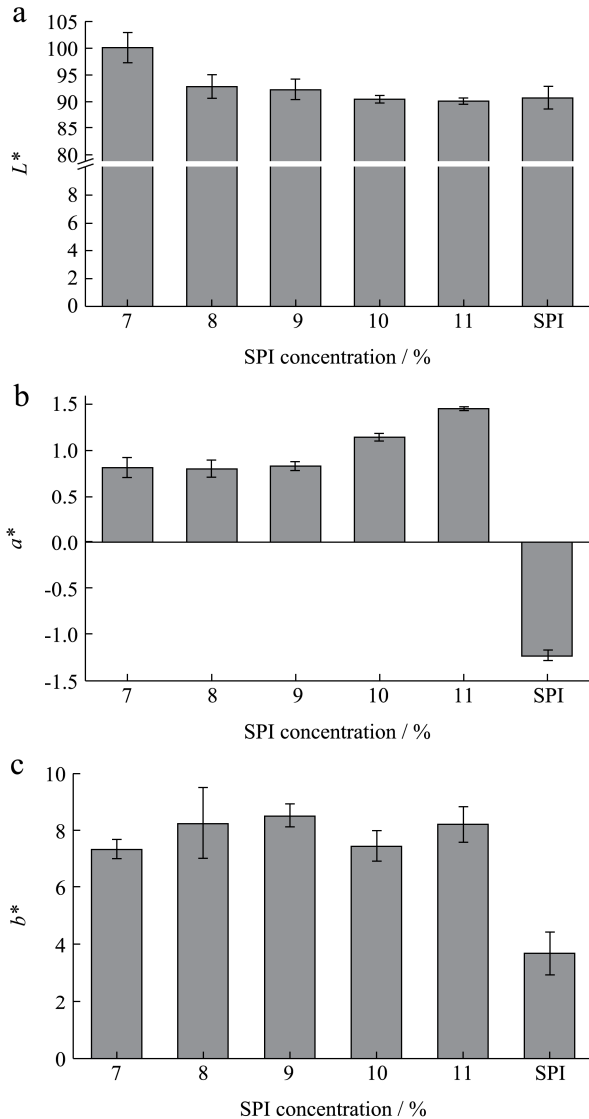 a
105
100
95
90
85
80
8
6
4
2
0
L*
7 8 9 10 11 SPI
SPI concentration / %
b
1.5
1.0
0.5
0.0
-0.5
-1.0
-1.5
a*
7 8 9 10 11 SPI
SPI concentration / %
c
10
8
6
4
2
0
b*
7 8 9 10 11 SPI
SPI concentration / %